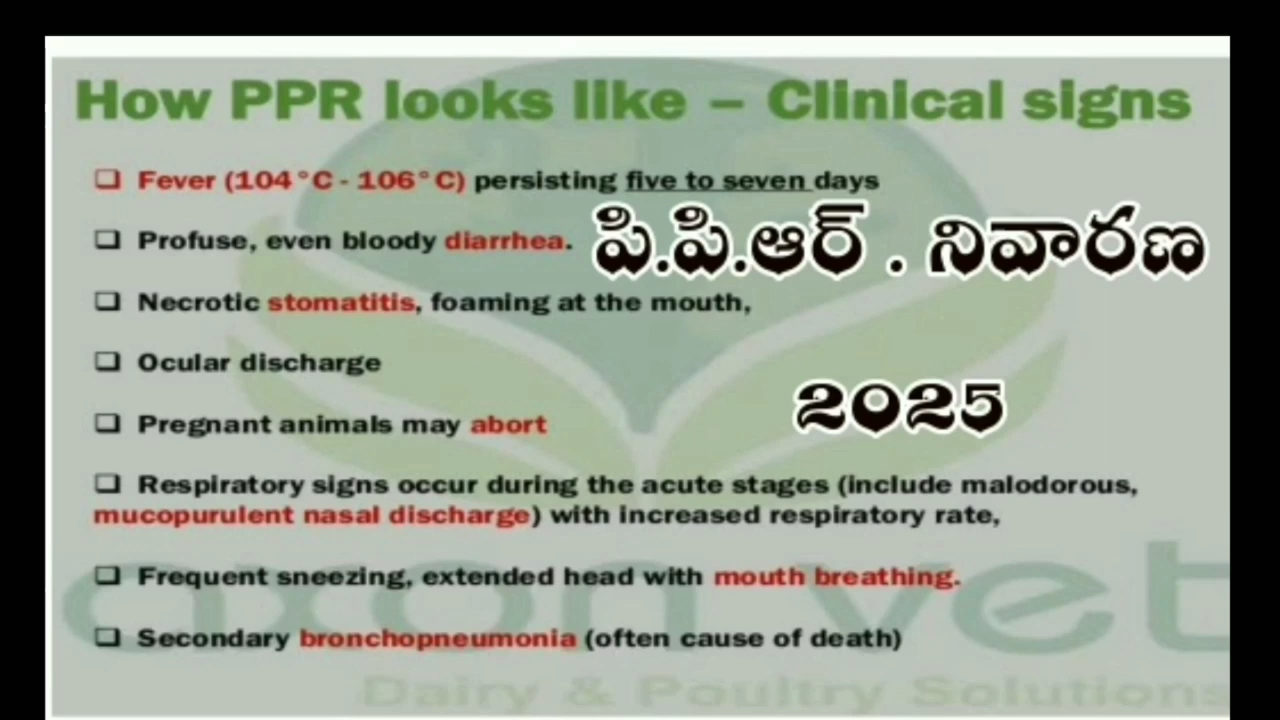 How PPR looks like – Clinical signs
❑ Fever (104°C - 106°C) persisting five to seven days
❑ Profuse, even bloody diarrhea.
పి.పి.ఆర్ . నివారణ
❑ Necrotic stomatitis, foaming at the mouth,
❑ Ocular discharge
2025
❑ Pregnant animals may abort
❑ Respiratory signs occur during the acute stages (include malodorous,
mucopurulent nasal discharge) with increased respiratory rate,
❑ Frequent sneezing, extended head with mouth breathing.
❑ Secondary bronchopneumonia (often cause of death)
axon vet
Dairy & Poultry Solutions